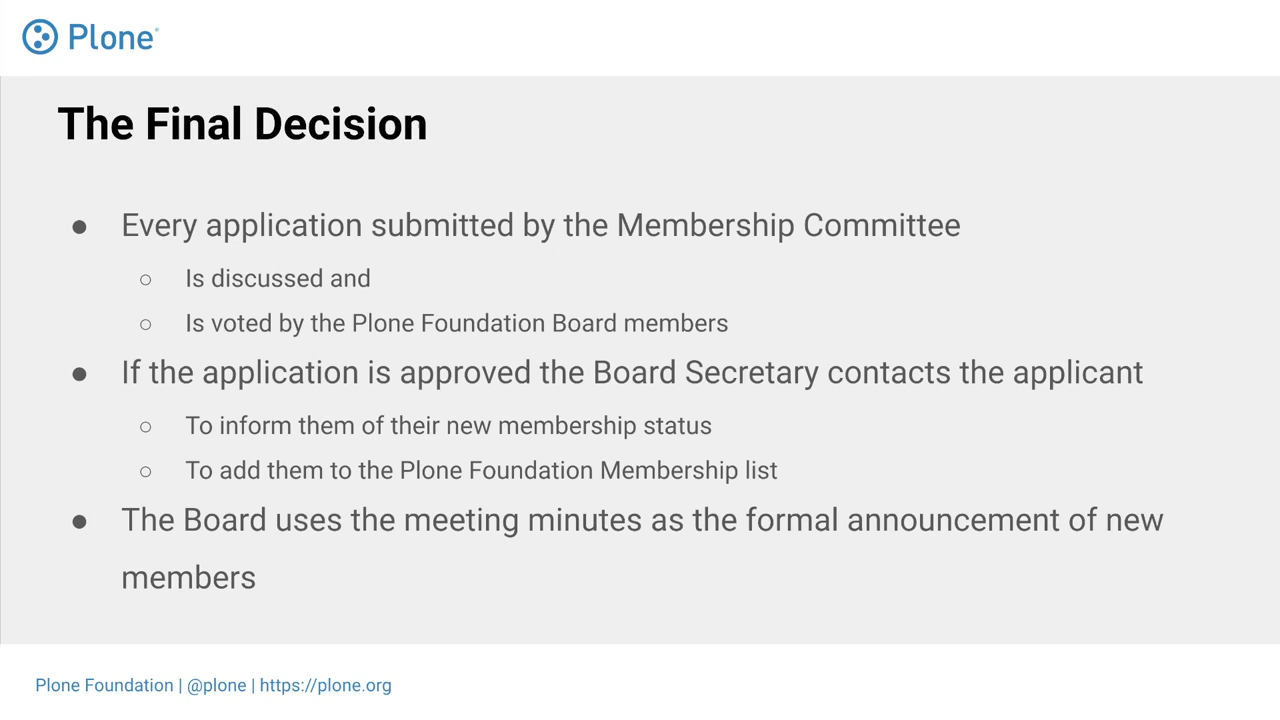 Plone®
The Final Decision
● Every application submitted by the Membership Committee
○ Is discussed and
○ Is voted by the Plone Foundation Board members
● If the application is approved the Board Secretary contacts the applicant
○ To inform them of their new membership status
○ To add them to the Plone Foundation Membership list
● The Board uses the meeting minutes as the formal announcement of new
members
Plone Foundation | @plone | https://plone.org